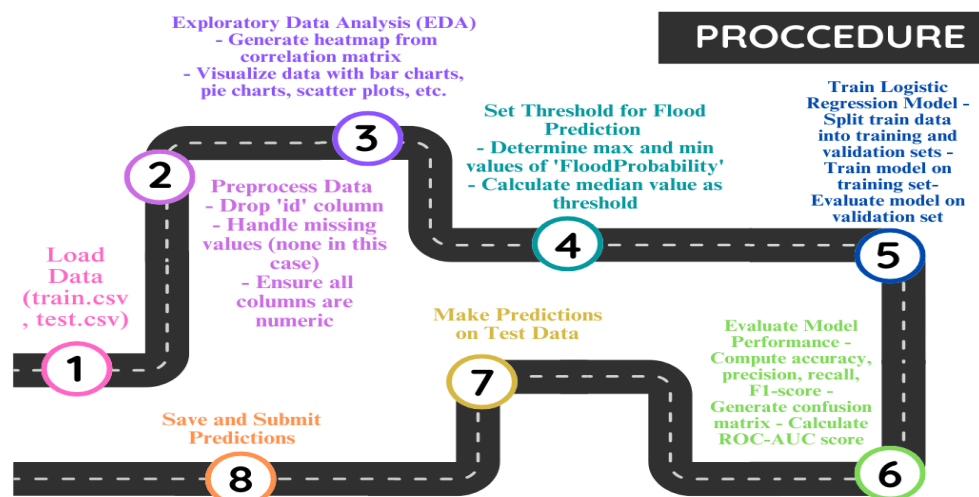 PROCCEDURE
1
Load
Data
(train.csv
, test.csv)
2
Preprocess Data
- Drop 'id' column
- Handle missing
values (none in this
case)
- Ensure all
columns are
numeric
3
Exploratory Data Analysis (EDA)
- Generate heatmap from
correlation matrix
- Visualize data with bar charts,
pie charts, scatter plots, etc.
4
Set Threshold for Flood
Prediction
- Determine max and min
values of 'FloodProbability'
- Calculate median value as
threshold
5
Train Logistic
Regression Model -
Split train data
into training and
validation sets -
Train model on
training set-
Evaluate model on
validation set
6
Evaluate Model
Performance -
Compute accuracy,
precision, recall,
F1-score -
Generate confusion
matrix - Calculate
ROC-AUC score
7
Make Predictions
on Test Data
8
Save and Submit
Predictions